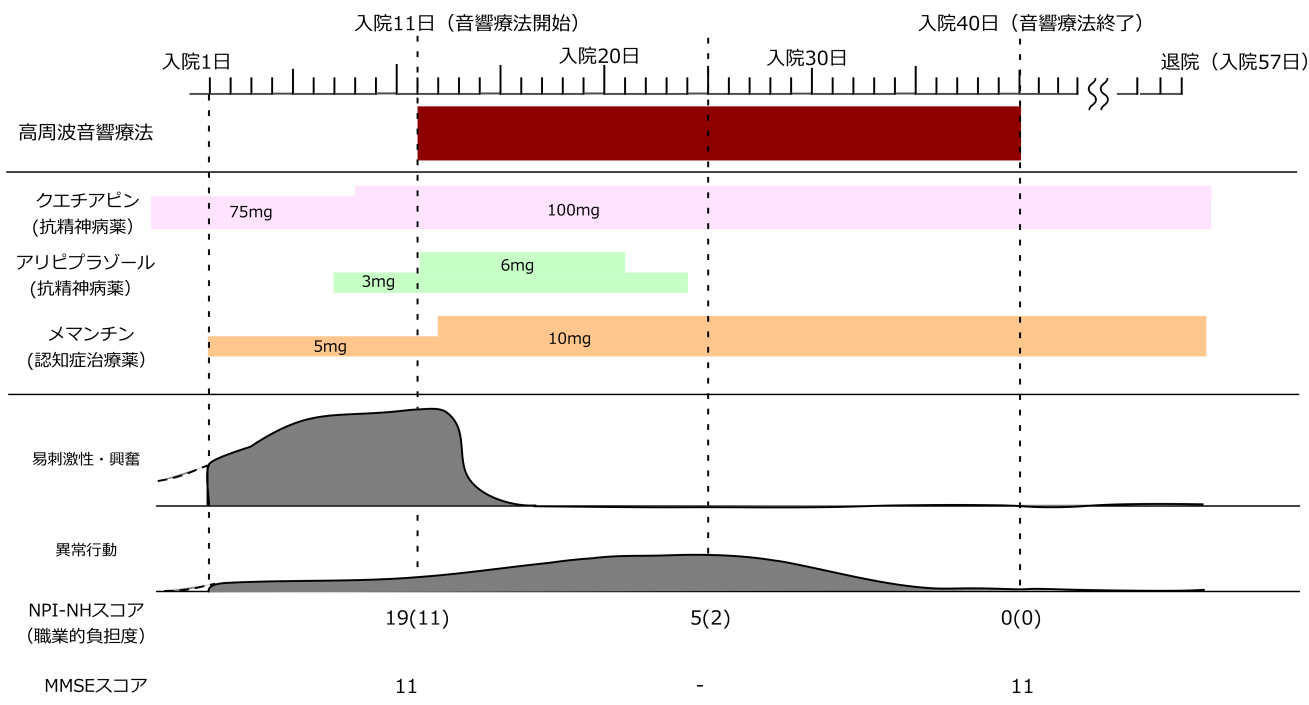 入院11日（音響療法開始）
入院40日（音響療法終了）
入院1日
入院20日
入院30日
退院（入院57日）
高周波音響療法
クエチアピン
(抗精神病薬）
75mg
100mg
アリピプラゾール
(抗精神病薬）
3mg
6mg
メマンチン
(認知症治療薬）
5mg
10mg
易刺激性・興奮
異常行動
NPI-NHスコア
（職業的負担度）
19(11)
5(2)
0(0)
MMSEスコア
11
-
11